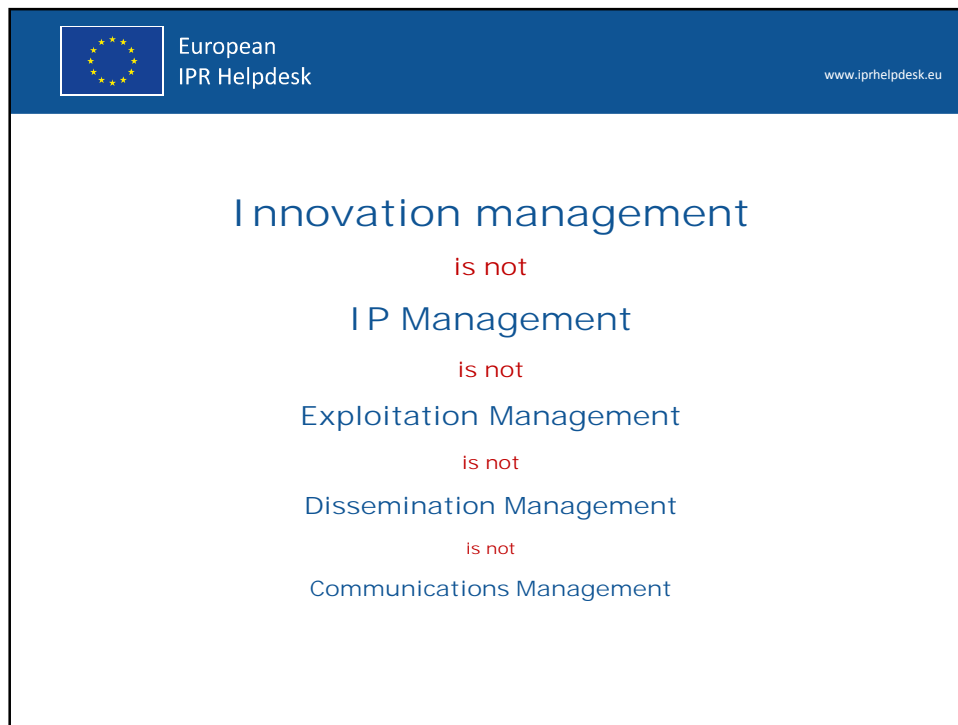 European
IPR Helpdesk
www.iprhelpdesk.eu
Innovation management
is not
IP Management
is not
Exploitation Management
is not
Dissemination Management
is not
Communications Management